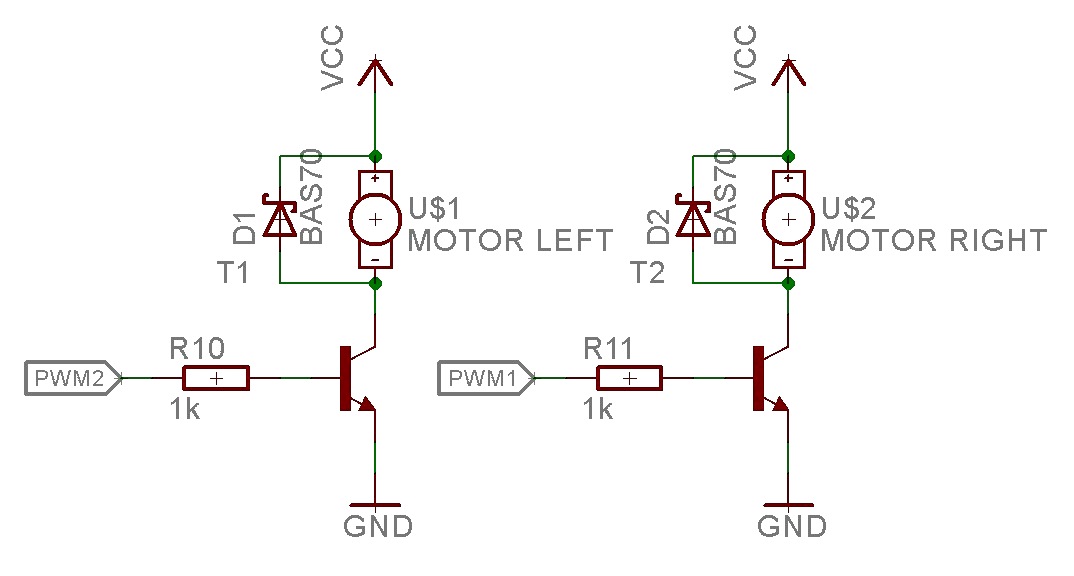 VCC
D1
BAS70
+
-
U$1
MOTOR LEFT
T1
PWM2
R10
1k
GND
VCC
D2
BAS70
+
-
U$2
MOTOR RIGHT
T2
PWM1
R11
1k
GND